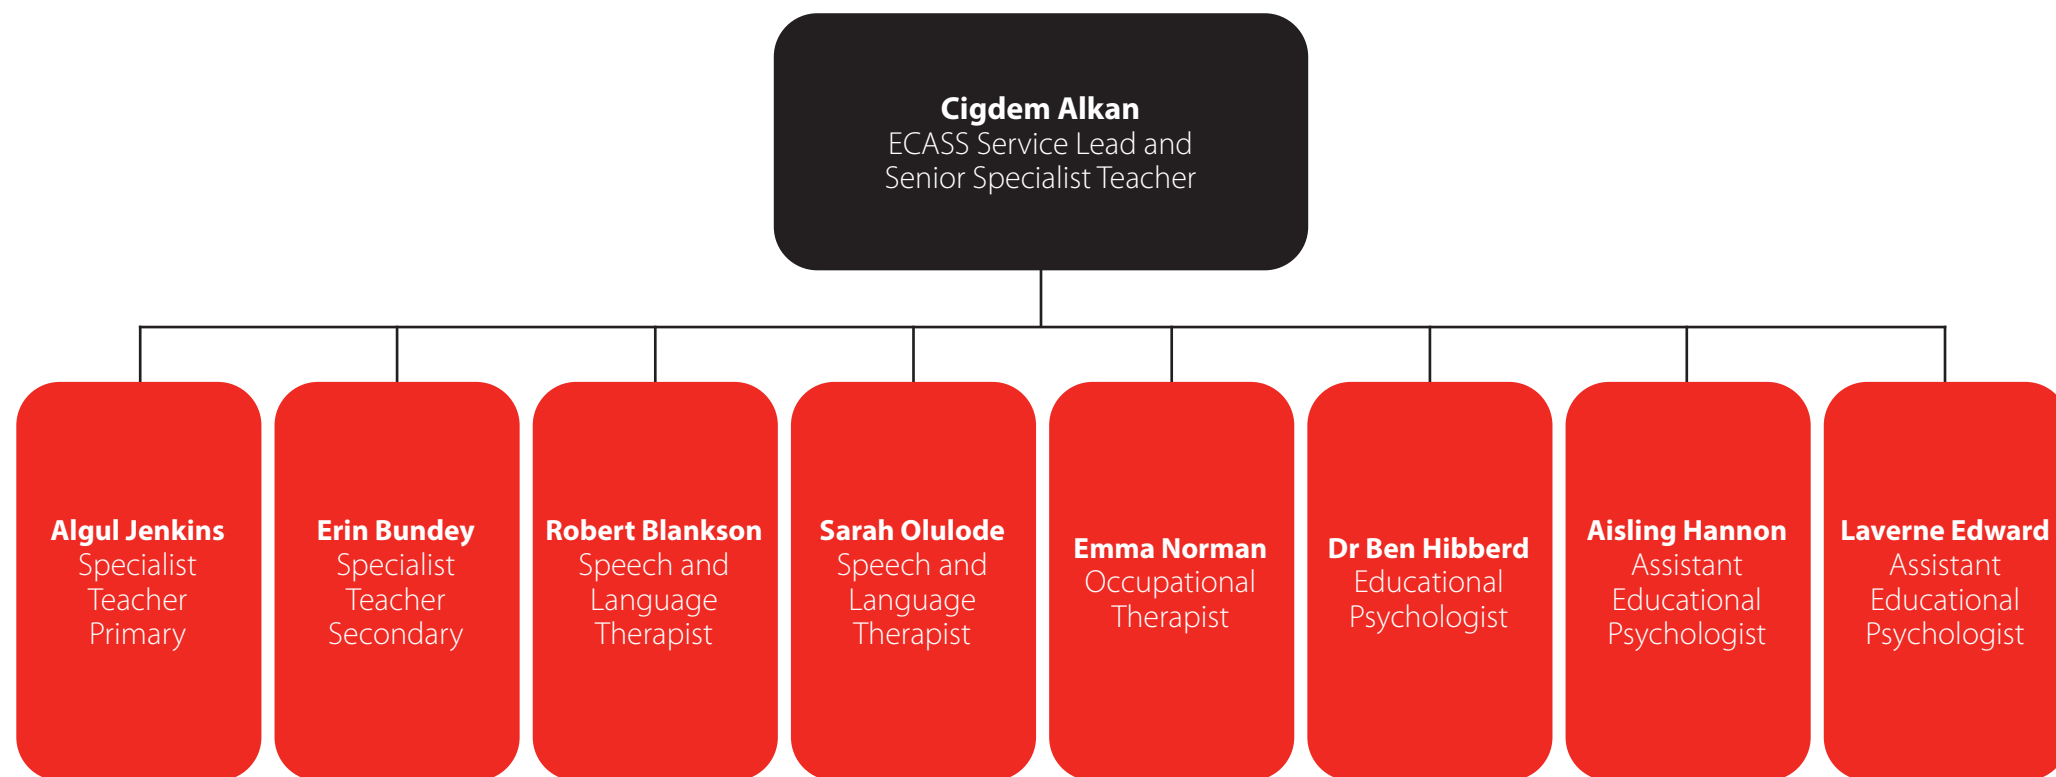 Cigdem Alkan
ECASS Service Lead and
Senior Specialist Teacher
Algul Jenkins
Specialist
Teacher
Primary
Erin Bundey
Specialist
Teacher
Secondary
Robert Blankson
Speech and
Language
Therapist
Sarah Olulode
Speech and
Language
Therapist
Emma Norman
Occupational
Therapist
Dr Ben Hibberd
Educational
Psychologist
Aisling Hannon
Assistant
Educational
Psychologist
Laverne Edward
Assistant
Educational
Psychologist